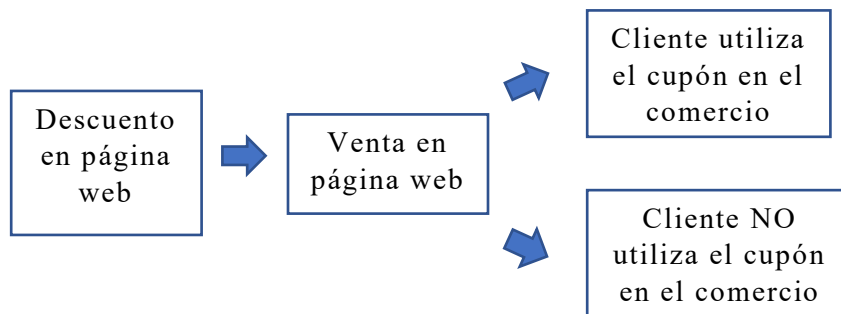 Descuento
en página
web
Venta en
página web
Cliente utiliza
el cupón en el
comercio
Cliente NO
utiliza el cupón
en el comercio